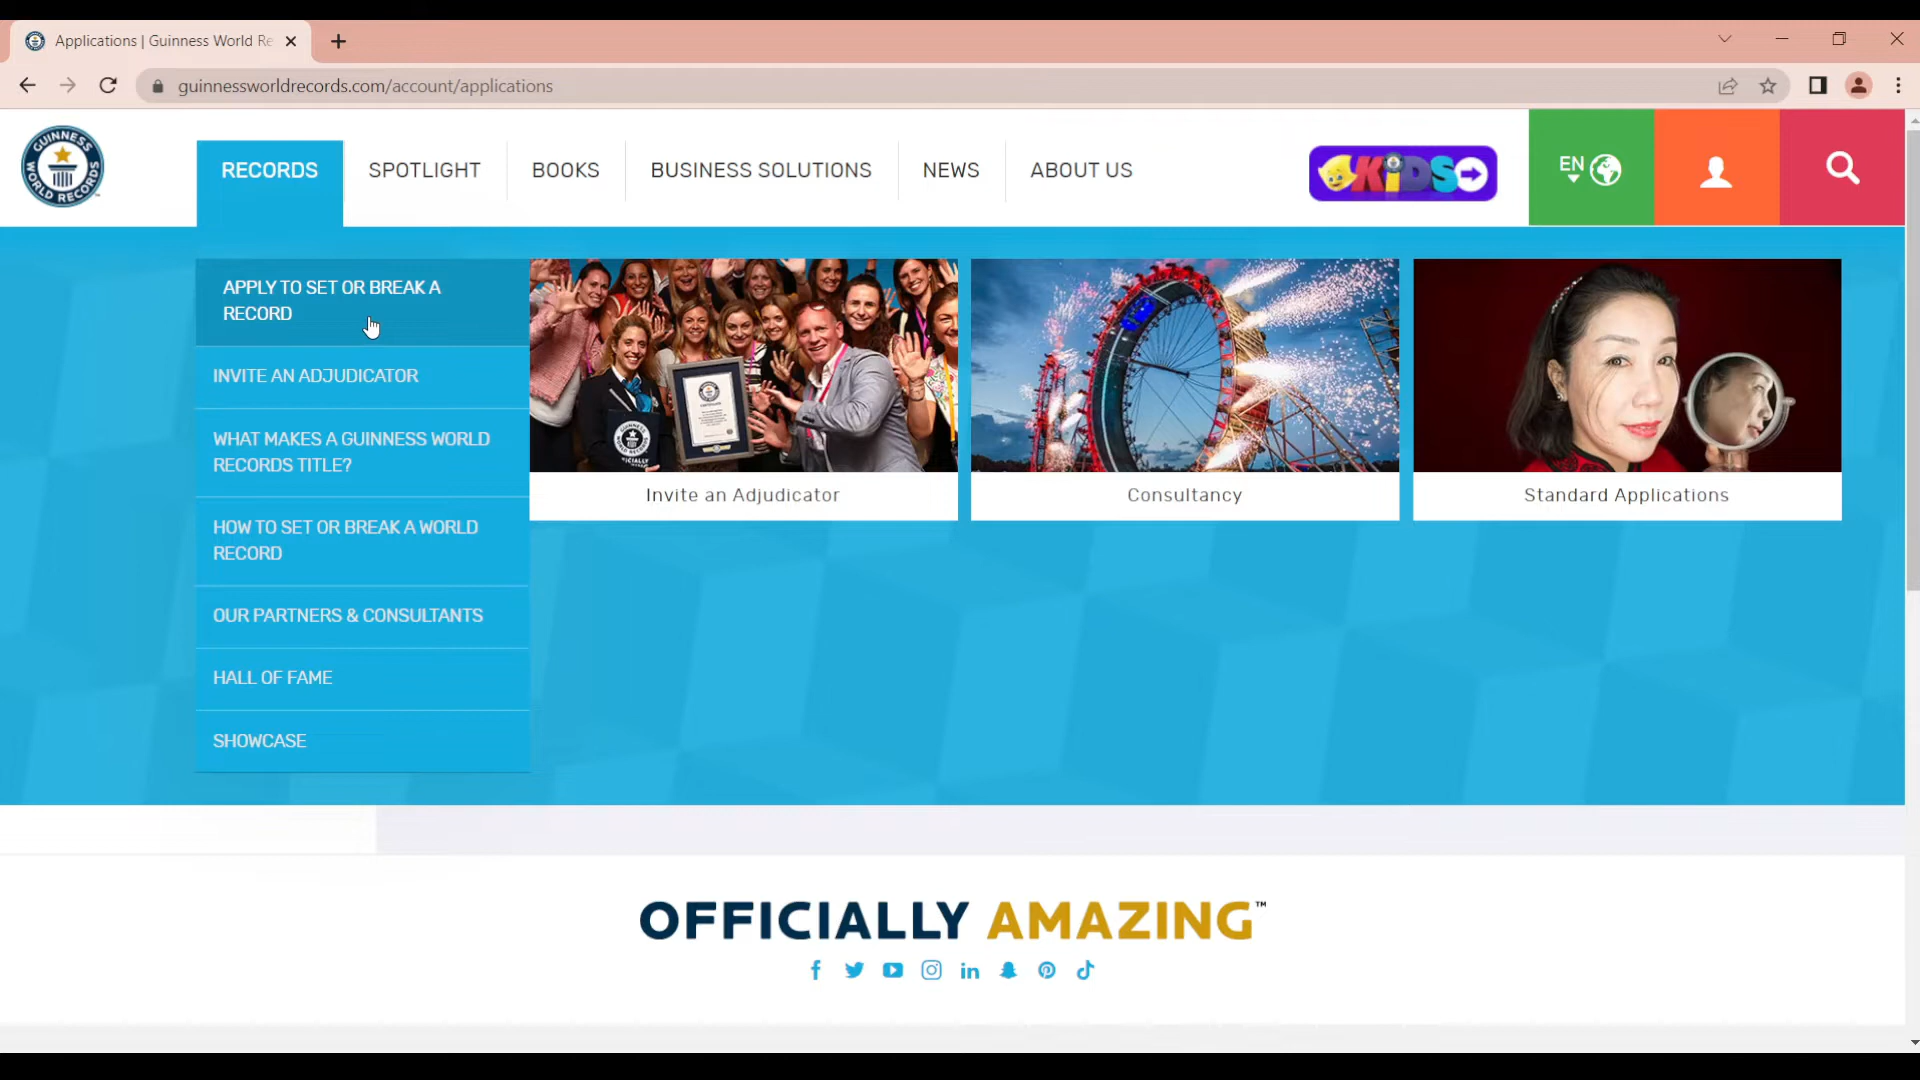 Applications | Guinness World Re
guinnessworldrecords.com/account/applications
GUINNESS WORLD RECORDS
RECORDS
SPOTLIGHT
BOOKS
BUSINESS SOLUTIONS
NEWS
ABOUT US
KiDS
EN
APPLY TO SET OR BREAK A
RECORD
INVITE AN ADJUDICATOR
WHAT MAKES A GUINNESS WORLD
RECORDS TITLE?
HOW TO SET OR BREAK A WORLD
RECORD
OUR PARTNERS & CONSULTANTS
HALL OF FAME
SHOWCASE
Invite an Adjudicator
Consultancy
Standard Applications
OFFICIALLY AMAZING™